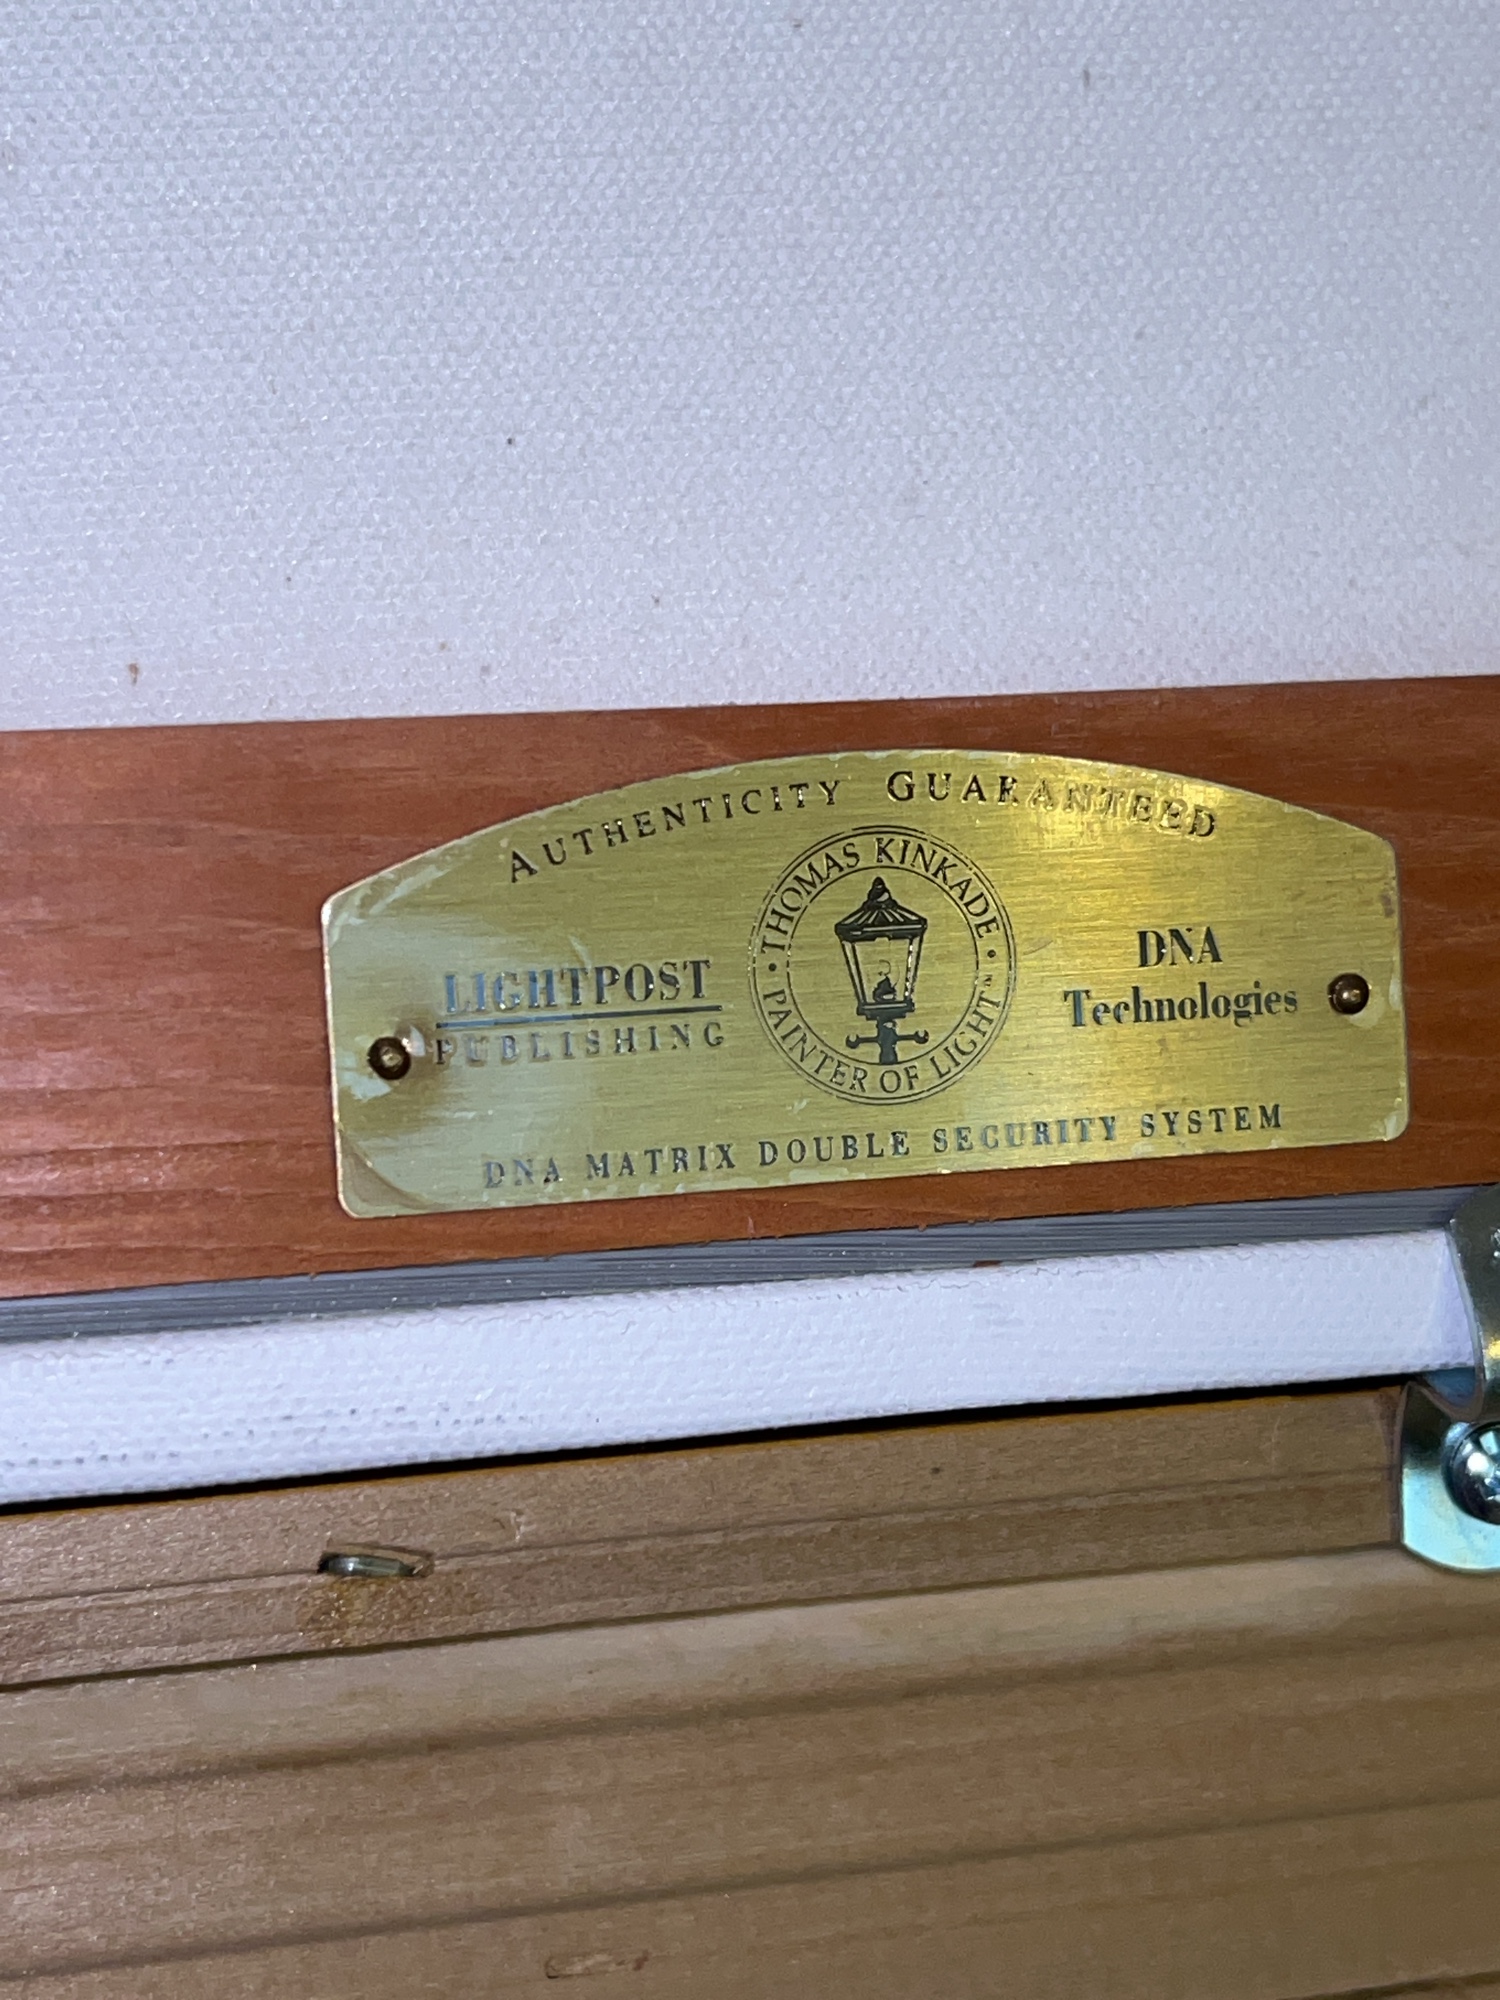 AUTHENTICITY GUARANTEED
THOMAS KINKADE
PAINTER OF LIGHT™
LIGHTPOST
PUBLISHING
DNA
Technologies
DNA MATRIX DOUBLE SECURITY SYSTEM